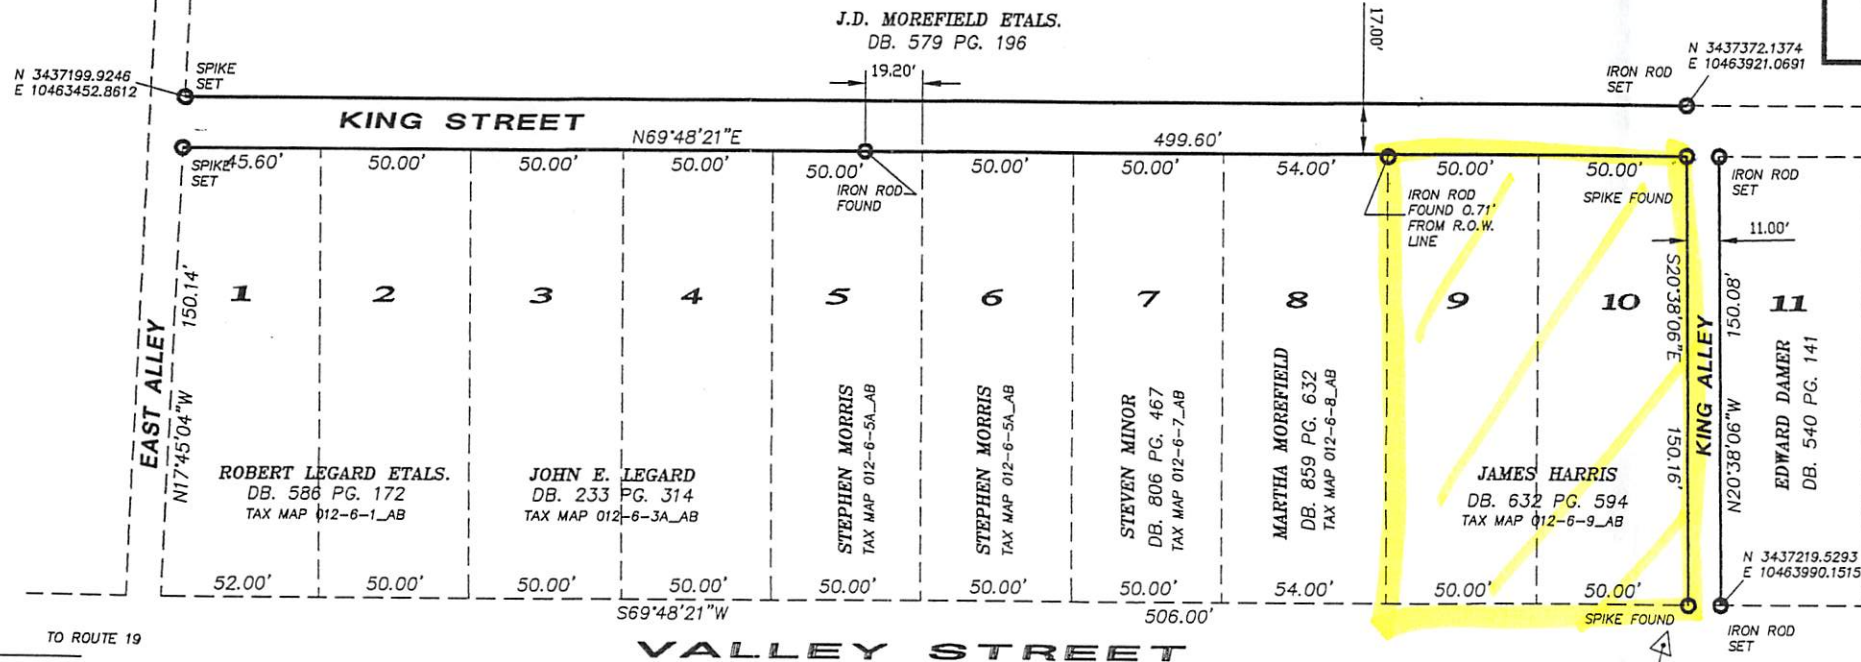 J.D. MOREFIELD ETALS.
DB. 579 PG. 196
17.00'
N 3437199.9246
E 10463452.8612
SPIKE
SET
19.20'
IRON ROD
SET
N 3437372.1374
E 10463921.0691
KING STREET
N69°48'21"E
499.60'
SPIKE
SET
45.60'
50.00'
50.00'
50.00'
50.00'
50.00'
50.00'
54.00'
50.00'
50.00'
IRON ROD
FOUND
IRON ROD
FOUND 0.71'
FROM R.O.W.
LINE
SPIKE FOUND
IRON ROD
SET
11.00'
EAST ALLEY
N17°45'04"W
150.14'
1
2
3
4
5
6
7
8
9
10
11
S20°38'06"E
150.16'
KING ALLEY
N20°38'06"W
150.08'
ROBERT LEGARD ETALS.
DB. 586 PG. 172
TAX MAP 012-6-1_AB
JOHN E. LEGARD
DB. 233 PG. 314
TAX MAP 012-6-3A_AB
STEPHEN MORRIS
TAX MAP 012-6-5A_AB
STEPHEN MORRIS
TAX MAP 012-6-5A_AB
STEVEN MINOR
DB. 806 PG. 467
TAX MAP 012-6-7_AB
MARTHA MOREFIELD
DB. 859 PG. 632
TAX MAP 012-6-8_AB
JAMES HARRIS
DB. 632 PG. 594
TAX MAP 012-6-9_AB
EDWARD DAMER
DB. 540 PG. 141
N 3437219.5293
E 10463990.1515
52.00'
50.00'
50.00'
50.00'
50.00'
50.00'
50.00'
54.00'
50.00'
50.00'
S69°48'21"W
506.00'
SPIKE FOUND
IRON ROD
SET
TO ROUTE 19
VALLEY STREET